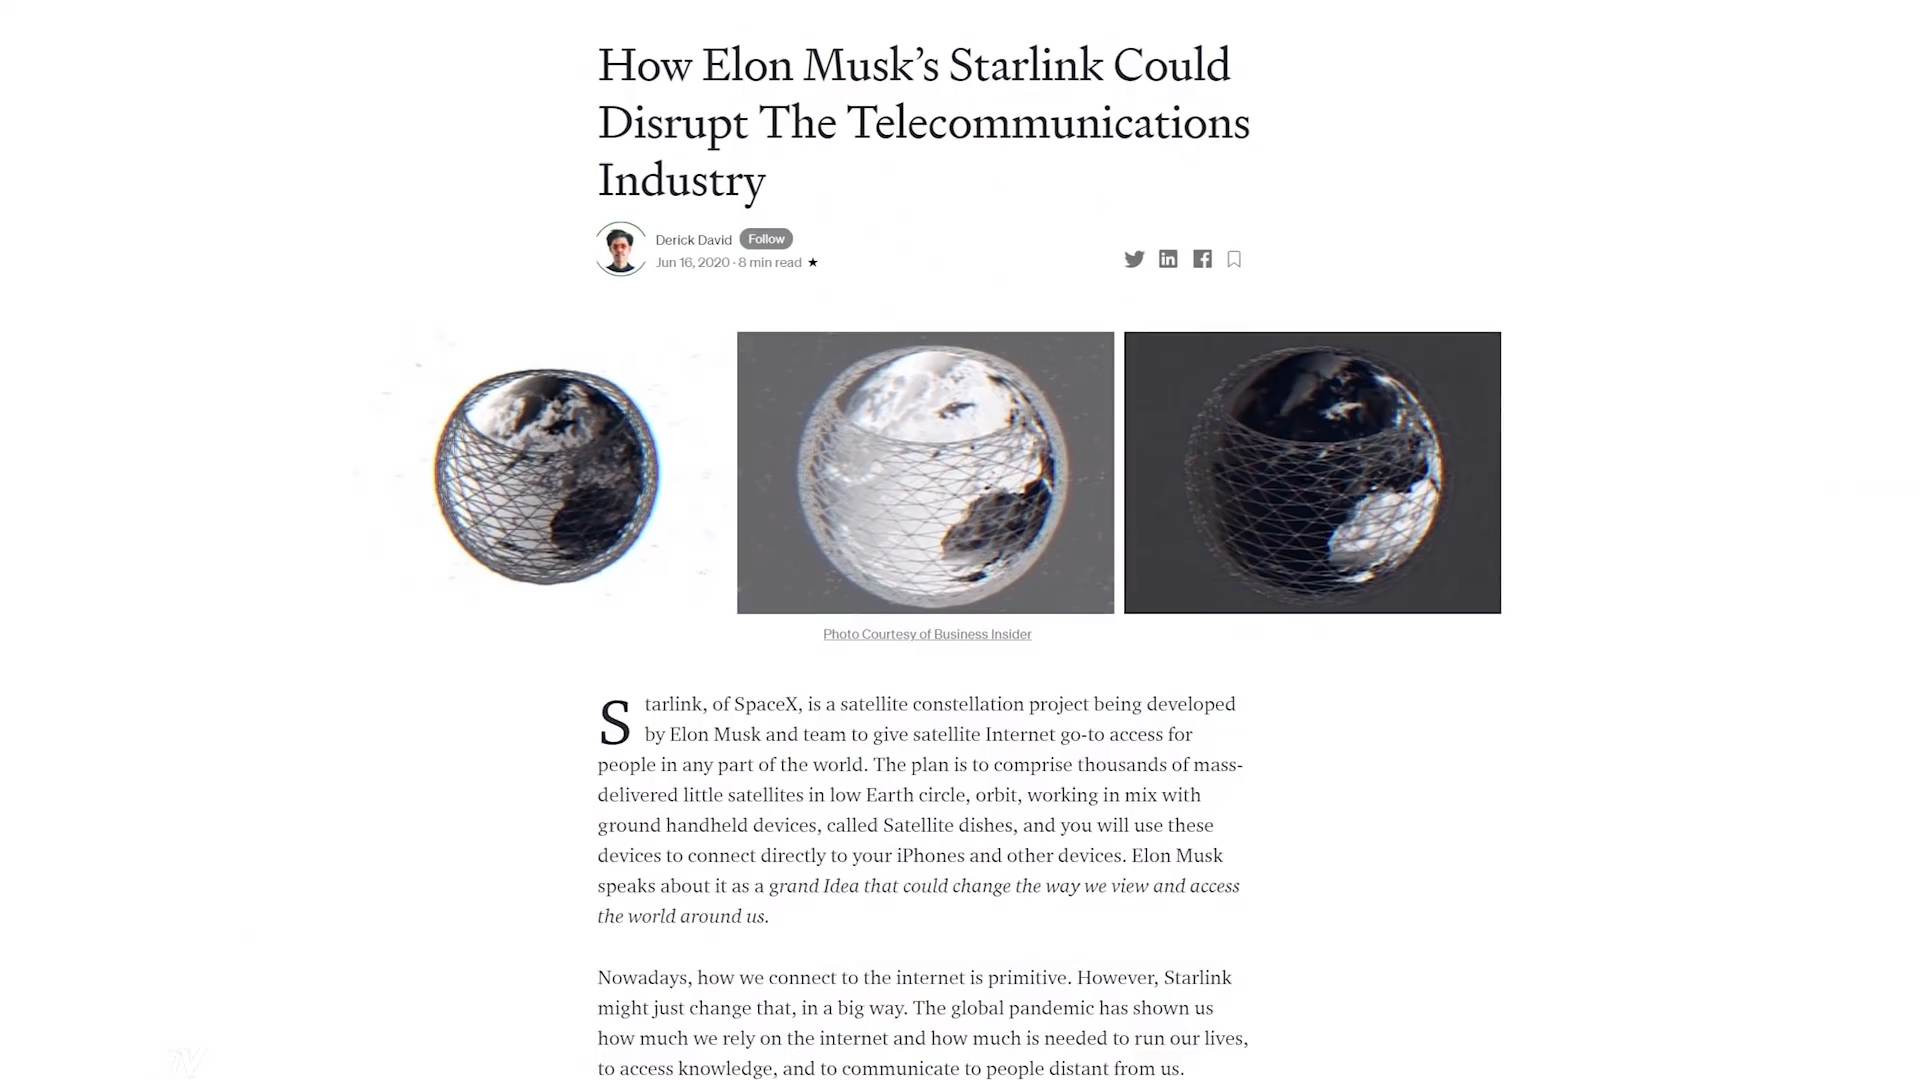 How Elon Musk’s Starlink Could
Disrupt The Telecommunications
Industry
Derick David Follow
Jun 16, 2020 · 8 min read ★
Photo Courtesy of Business Insider
Starlink, of SpaceX, is a satellite constellation project being developed
by Elon Musk and team to give satellite Internet go-to access for
people in any part of the world. The plan is to comprise thousands of mass-
delivered little satellites in low Earth circle, orbit, working in mix with
ground handheld devices, called Satellite dishes, and you will use these
devices to connect directly to your iPhones and other devices. Elon Musk
speaks about it as a grand Idea that could change the way we view and access
the world around us.
Nowadays, how we connect to the internet is primitive. However, Starlink
might just change that, in a big way. The global pandemic has shown us
how much we rely on the internet and how much is needed to run our lives,
to access knowledge, and to communicate to people distant from us.